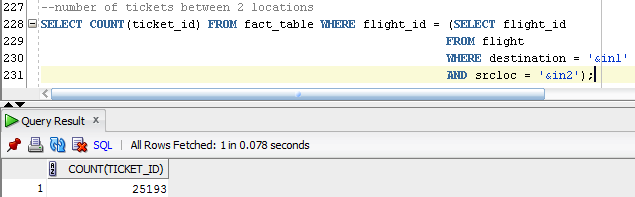 227 --number of tickets between 2 locations
228 SELECT COUNT(ticket_id) FROM fact_table WHERE flight_id = (SELECT flight_id
229 FROM flight
230 WHERE destination = '&in1'
231 AND srcloc = '&in2');
Query Result x
SQL | All Rows Fetched: 1 in 0.078 seconds
COUNT(TICKET_ID)
1 25193